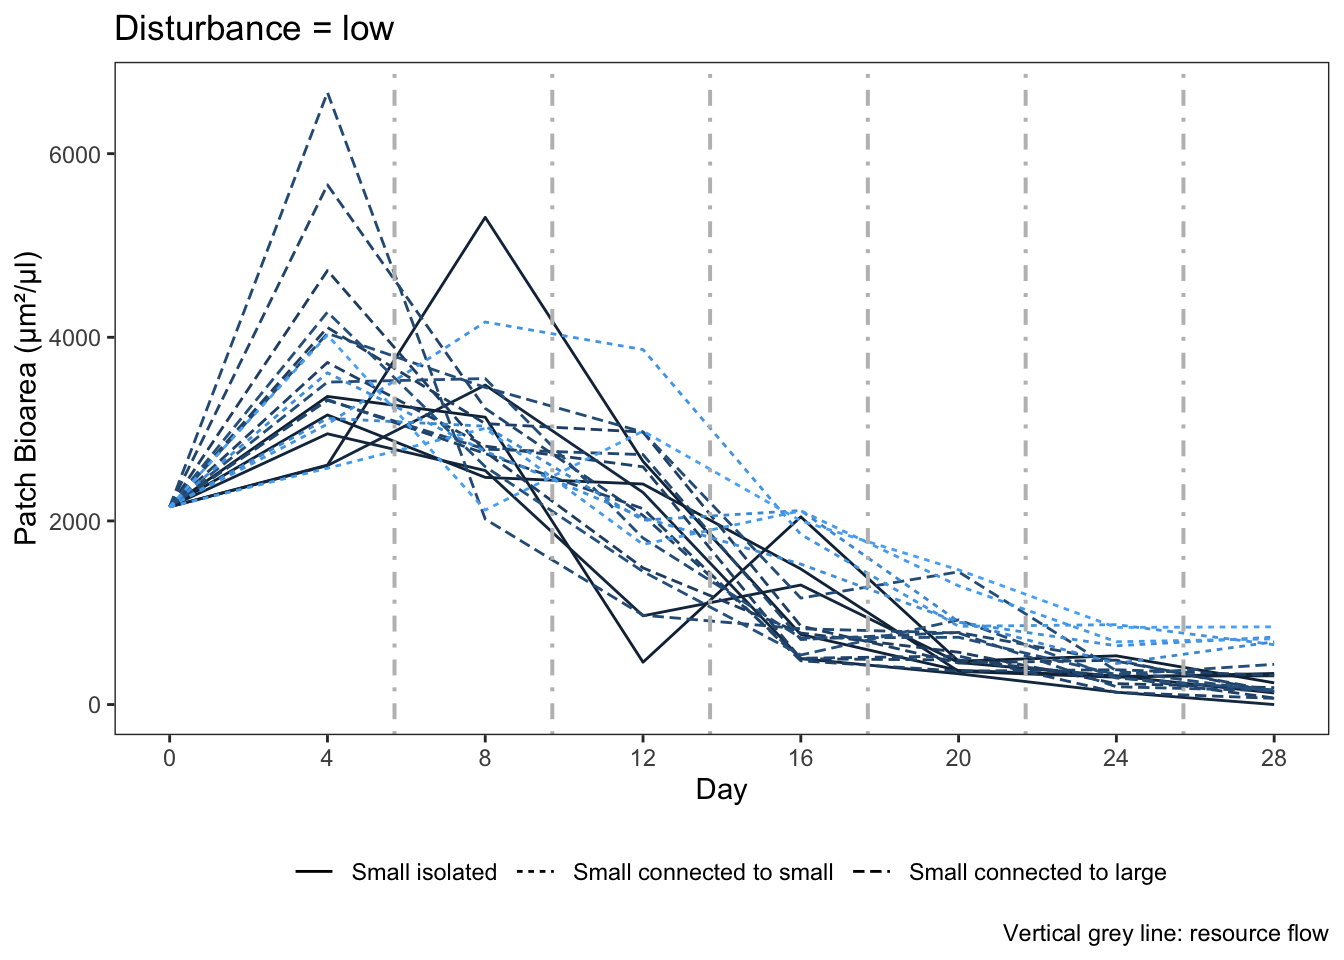 Disturbance = low
Patch Bioarea (µm²/µl)
6000
4000
2000
0
0 4 8 12 16 20 24 28
Day
Small isolated Small connected to small Small connected to large
Vertical grey line: resource flow